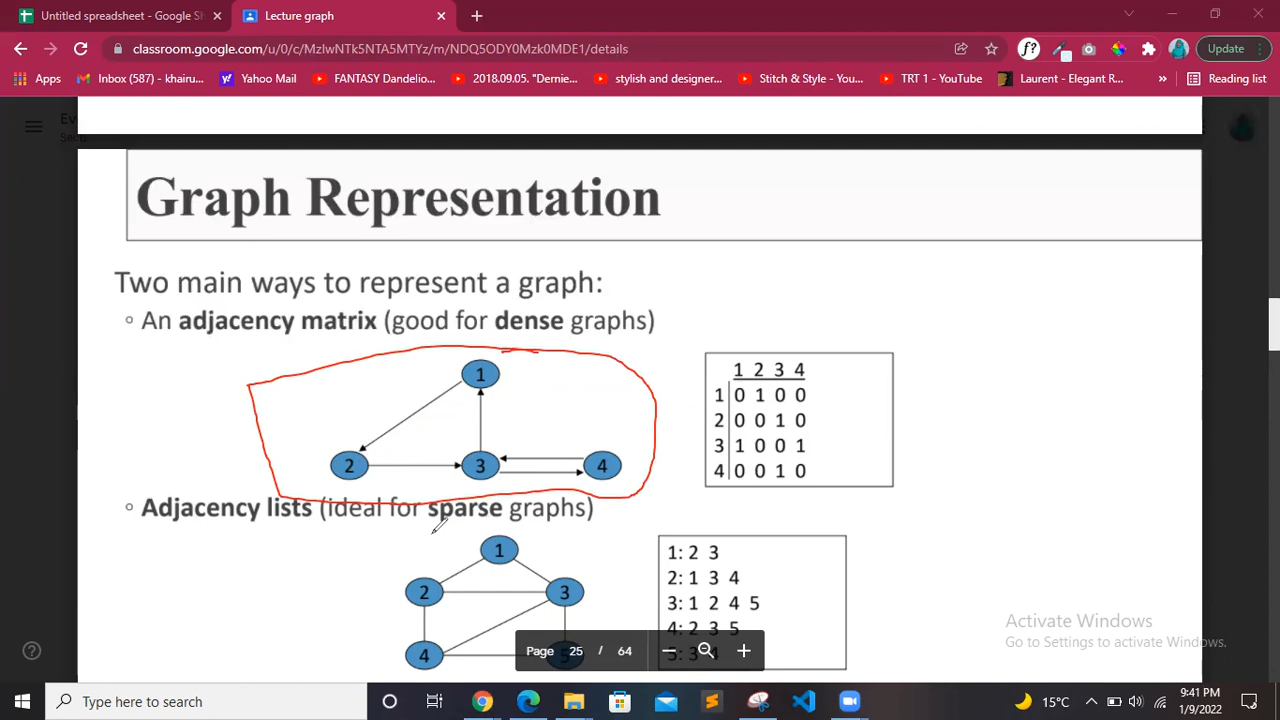 Untitled spreadsheet - Google Sh
Lecture graph
classroom.google.com/u/0/c/MzIwNTk5NTA5MTYz/m/NDQ5ODY0Mzk0MDE1/details
Update
Apps Inbox (587) - khairu... Yahoo Mail FANTASY Dandelio... 2018.09.05. "Dernie... stylish and designer... Stitch & Style - You... TRT 1 - YouTube Laurent - Elegant R... » Reading list
Graph Representation
Two main ways to represent a graph:
An adjacency matrix (good for dense graphs)
1
2 3 4
1 2 3 4
1 0 1 0 0
2 0 0 1 0
3 1 0 0 1
4 0 0 1 0
Adjacency lists (ideal for sparse graphs)
1
2 3
4 5
1: 2 3
2: 1 3 4
3: 1 2 4 5
4: 2 3 5
5: 3 4
Page 25 / 64
Activate Windows
Go to Settings to activate Windows.
Type here to search
15°C
9:41 PM
1/9/2022